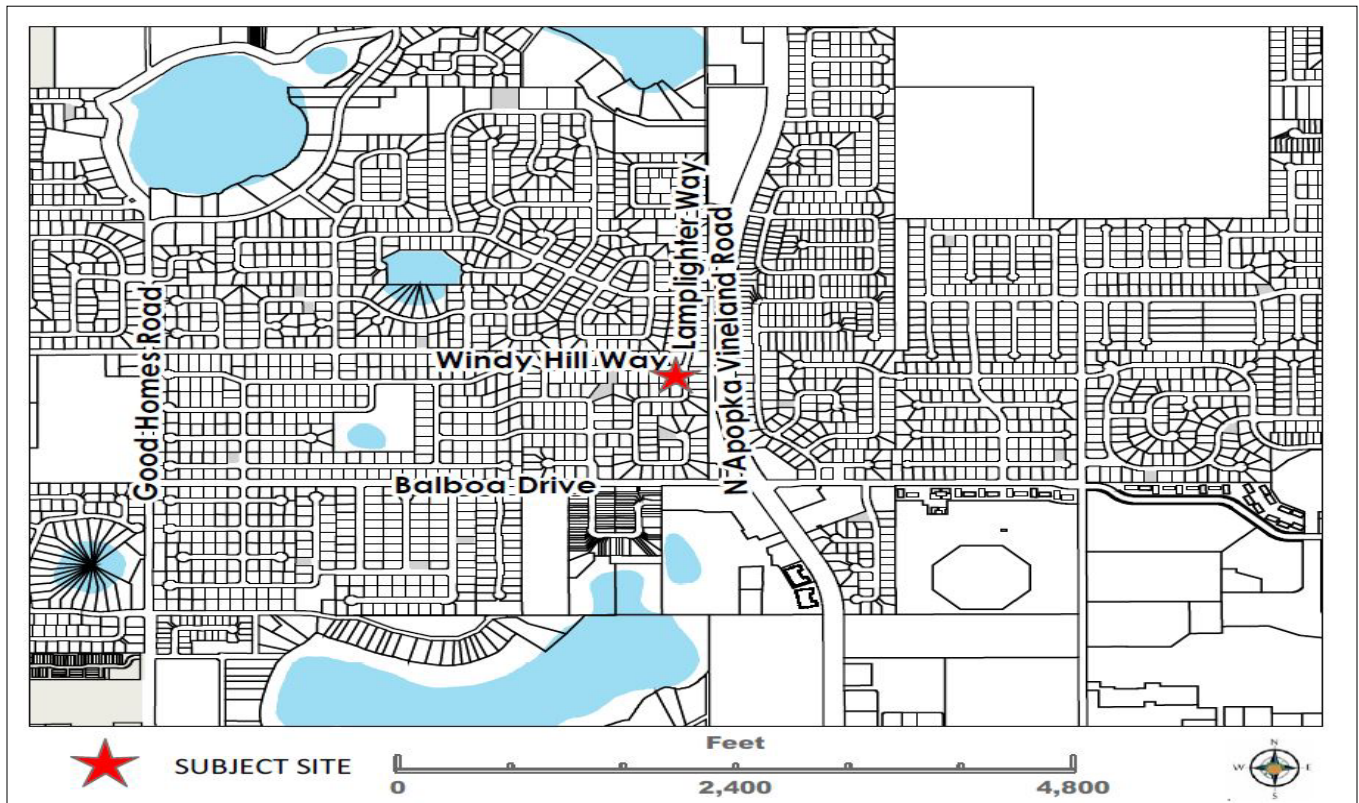 Lamplighter Way
N Apopka Vineland Road
Good Homes Road
Windy Hill Way
Balboa Drive
SUBJECT SITE
Feet
0 2,400 4,800
N
W E
S